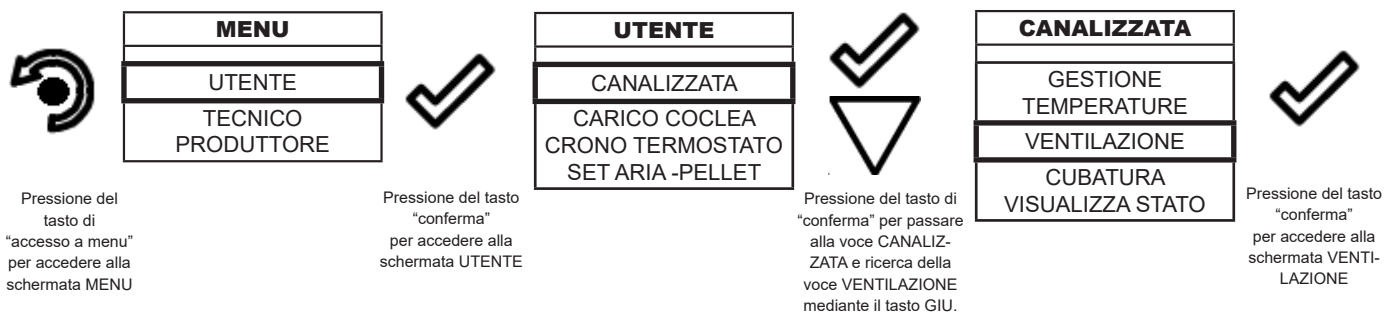 MENU
UTENTE
TECNICO
PRODUTTORE
UTENTE
CANALIZZATA
CARICO COCLEA
CRONO TERMOSTATO
SET ARIA -PELLET
CANALIZZATA
GESTIONE
TEMPERATURE
VENTILAZIONE
CUBATURA
VISUALIZZA STATO
Pressione del
tasto di
“accesso a menu”
per accedere alla
schermata MENU
Pressione del tasto
“conferma”
per accedere alla
schermata UTENTE
Pressione del tasto di
“conferma” per passare
alla voce CANALIZ-
ZATA e ricerca della
voce VENTILAZIONE
mediante il tasto GIU.
Pressione del tasto
“conferma”
per accedere alla
schermata VENTI-
LAZIONE